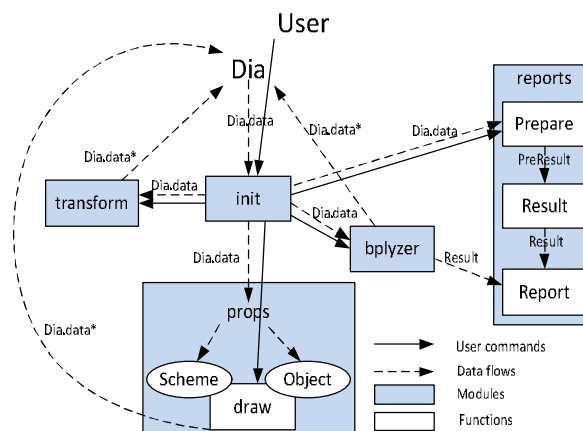 User
Dia
reports
Dia.data
Dia.data*
Dia.data
Prepare
Dia.data*
PreResult
Dia.data
transform
init
Dia.data
Result
bplyzer
Result
Result
Dia.data
Report
props
Dia.data*
User commands
Scheme
Object
Data flows
draw
Modules
Functions